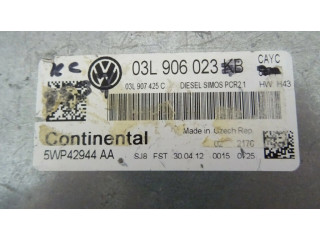 KC 03L 906 023 KB CAYC
03L 907 425 C DIESEL SIMOS PCR2.1 HW: H43
Continental Made in Czech Rep.
5WP42944 AA SJ8 FST 30.04.12 0015 0425